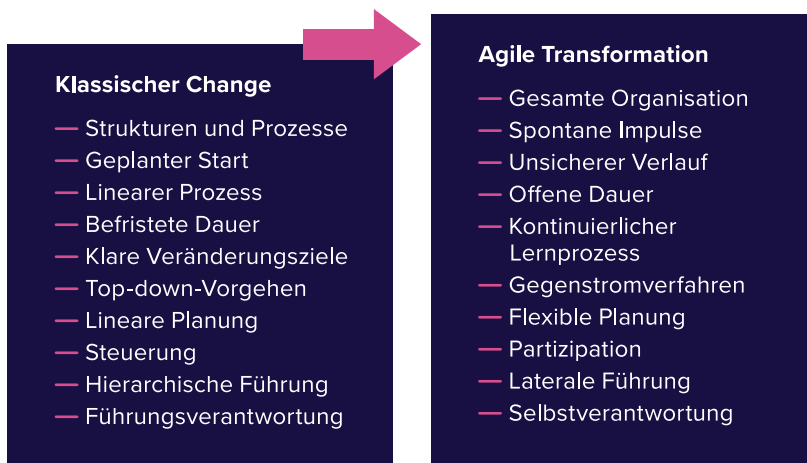 Klassischer Change
— Strukturen und Prozesse
— Geplanter Start
— Linearer Prozess
— Befristete Dauer
— Klare Veränderungsziele
— Top-down-Vorgehen
— Lineare Planung
— Steuerung
— Hierarchische Führung
— Führungsverantwortung
Agile Transformation
— Gesamte Organisation
— Spontane Impulse
— Unsicherer Verlauf
— Offene Dauer
— Kontinuierlicher
Lernprozess
— Gegenstromverfahren
— Flexible Planung
— Partizipation
— Laterale Führung
— Selbstverantwortung